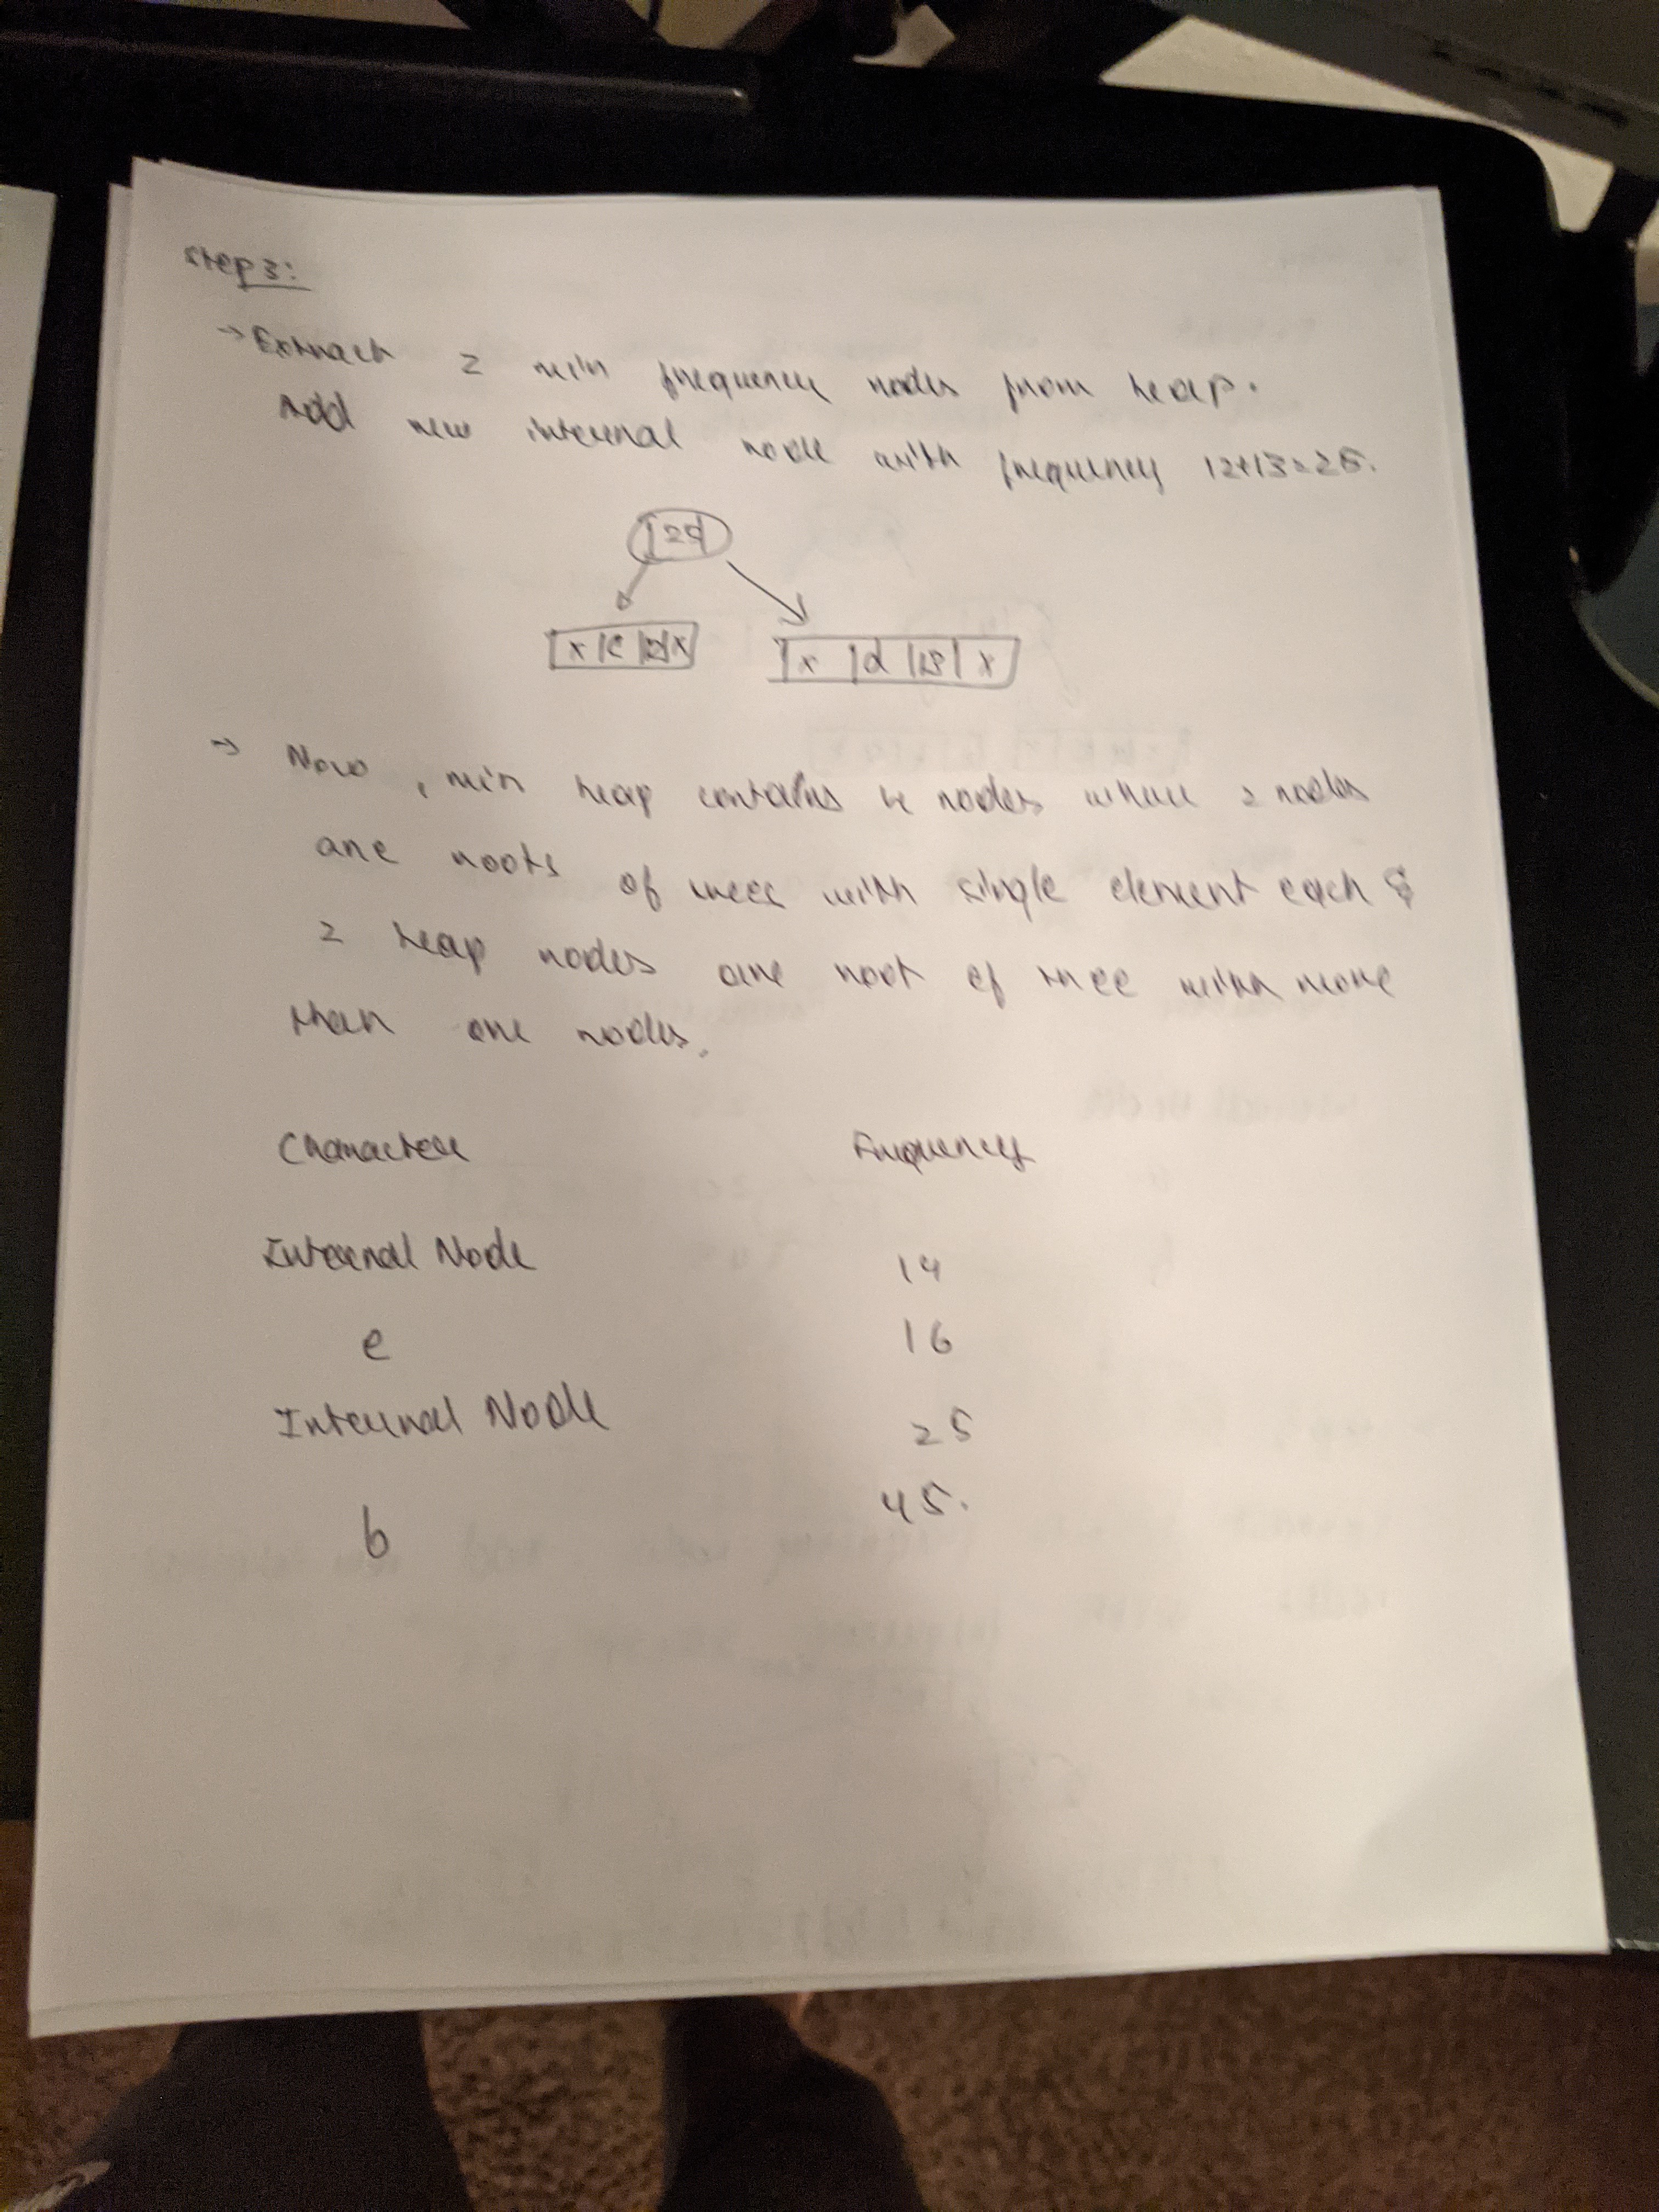 Step 3:
→ Extract 2 min frequency nodes from heap.
Add new internal node with frequency 12+13=25.
25
x | c | 12 | x
x | d | 13 | x
→ Now, min heap contains 4 nodes where 2 nodes
are roots of trees with single element each &
2 heap nodes are root of tree with more
than one nodes.
Character Frequency
Internal Node 14
e 16
Internal Node 25
b 45.